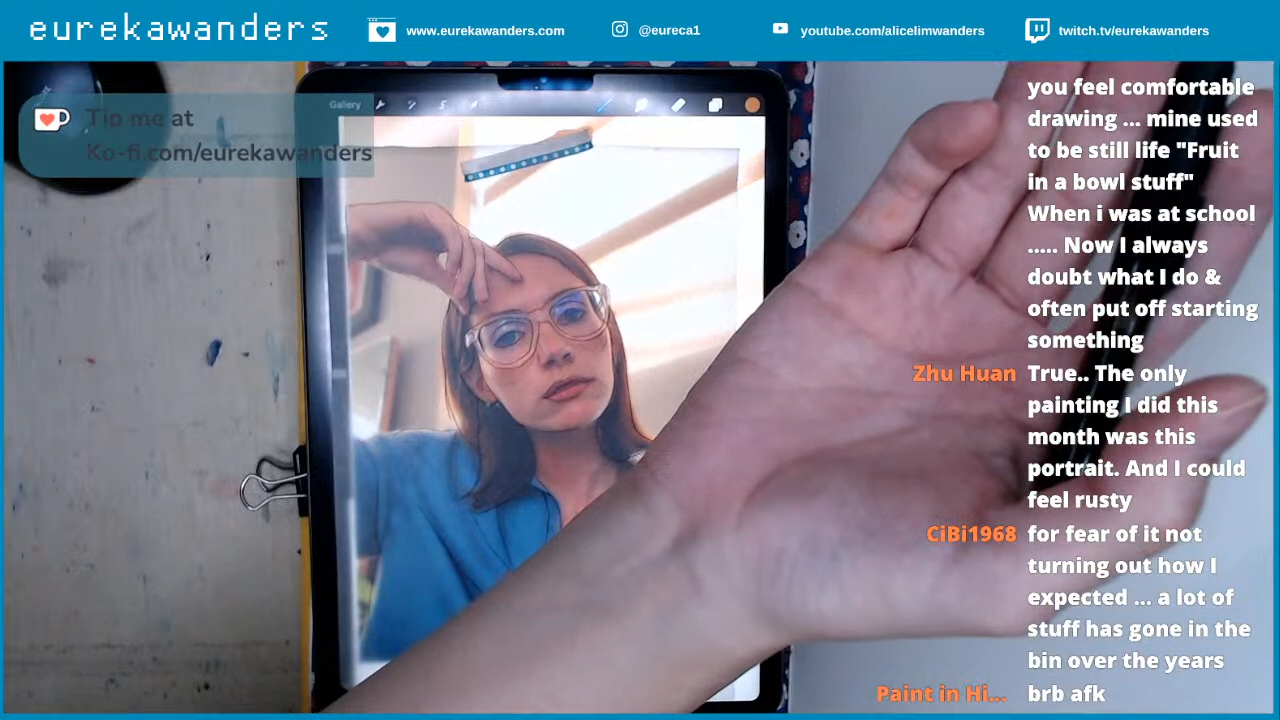 eurekawanders
www.eurekawanders.com
@eureca1
youtube.com/alicelimwanders
twitch.tv/eurekawanders
Tip me at
Ko-fi.com/eurekawanders
Gallery
you feel comfortable
drawing ... mine used
to be still life "Fruit
in a bowl stuff"
When i was at school
..... Now I always
doubt what I do &
often put off starting
something
Zhu Huan True.. The only
painting I did this
month was this
portrait. And I could
feel rusty
CiBi1968 for fear of it not
turning out how I
expected ... a lot of
stuff has gone in the
bin over the years
Paint in Hi... brb afk